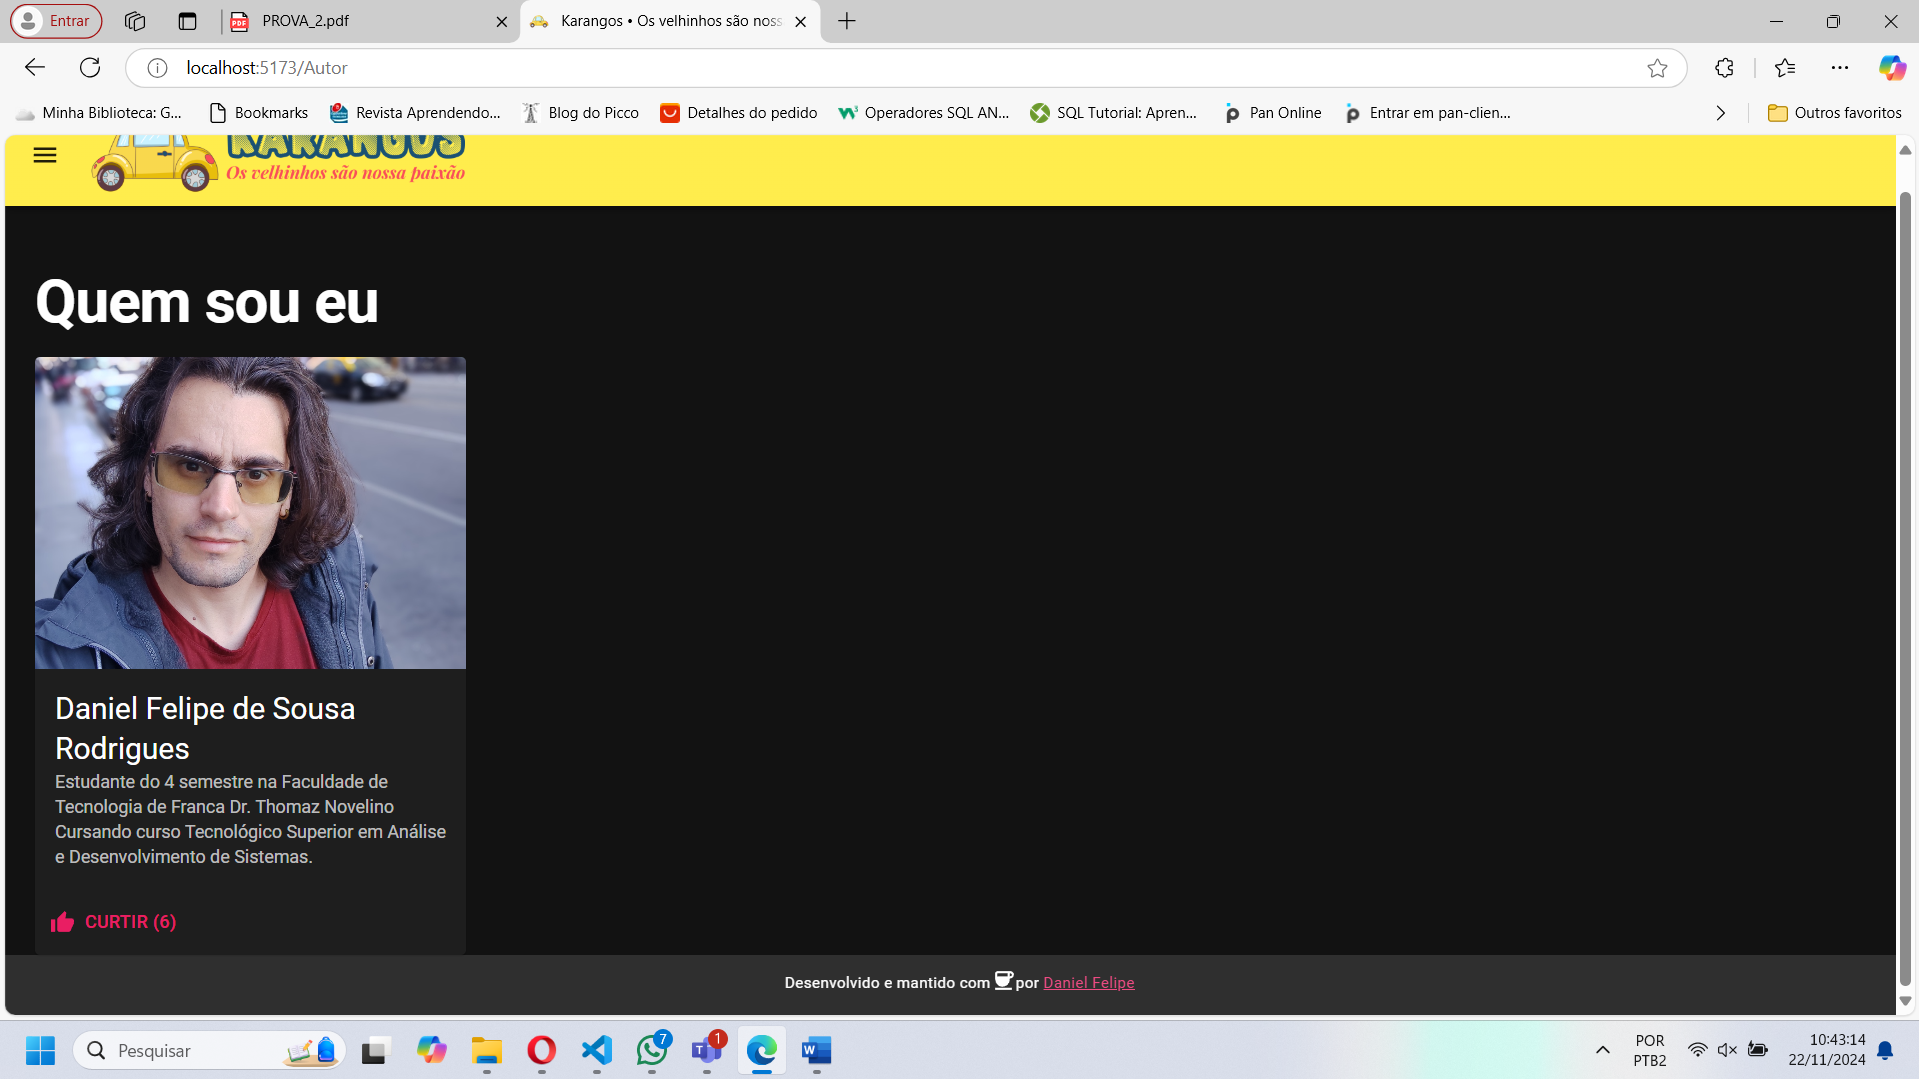 Entrar
PROVA_2.pdf
Karangos • Os velhinhos são noss
localhost:5173/Autor
Minha Biblioteca: G...
Bookmarks
Revista Aprendendo...
Blog do Picco
Detalhes do pedido
Operadores SQL AN...
SQL Tutorial: Apren...
Pan Online
Entrar em pan-clien...
Outros favoritos
KARANGOS
Os velhinhos são nossa paixão
Quem sou eu
Daniel Felipe de Sousa
Rodrigues
Estudante do 4 semestre na Faculdade de
Tecnologia de Franca Dr. Thomaz Novelino
Cursando curso Tecnológico Superior em Análise
e Desenvolvimento de Sistemas.
CURTIR (6)
Desenvolvido e mantido com por Daniel Felipe
Pesquisar
7
1
POR
PTB2
10:43:14
22/11/2024